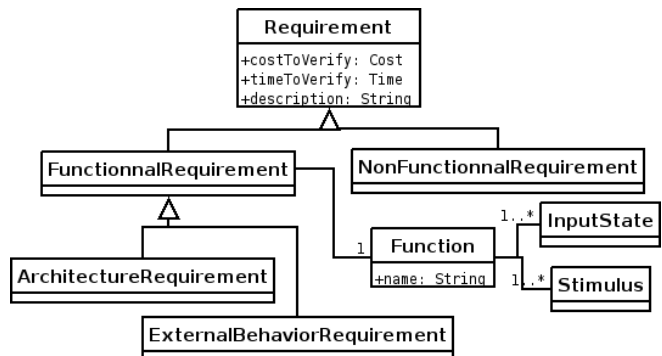 Requirement
+costToVerify: Cost
+timeToVerify: Time
+description: String
FunctionnalRequirement
NonFunctionnalRequirement
1..*
InputState
1
Function
+name: String
1..*
Stimulus
ArchitectureRequirement
ExternalBehaviorRequirement